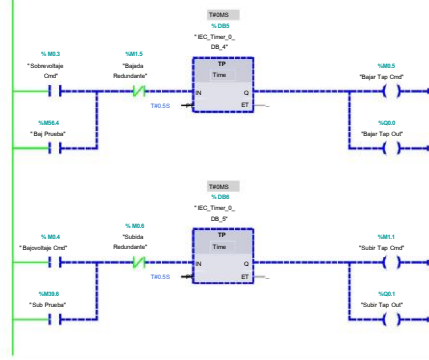 T#0MS
%DB5
"IEC_Timer_0_
DB_4"
% M0.3
"Sobrevoltaje
Cmd"
%M1.5
"Bajada
Redundante"
TP
Time
IN
Q
ET
T#0.5S
PT
%M0.5
"Bajar Tap Cmd"
%M56.4
"Baj Prueba"
%Q0.0
"Bajar Tap Out"
T#0MS
%DB6
"IEC_Timer_0_
DB_5"
% M0.4
"Bajovoltaje Cmd"
% M0.6
"Subida
Redundante"
TP
Time
IN
Q
ET
T#0.5S
PT
%M1.1
"Subir Tap Cmd"
%M39.6
"Sub Prueba"
%Q0.1
"Subir Tap Out"